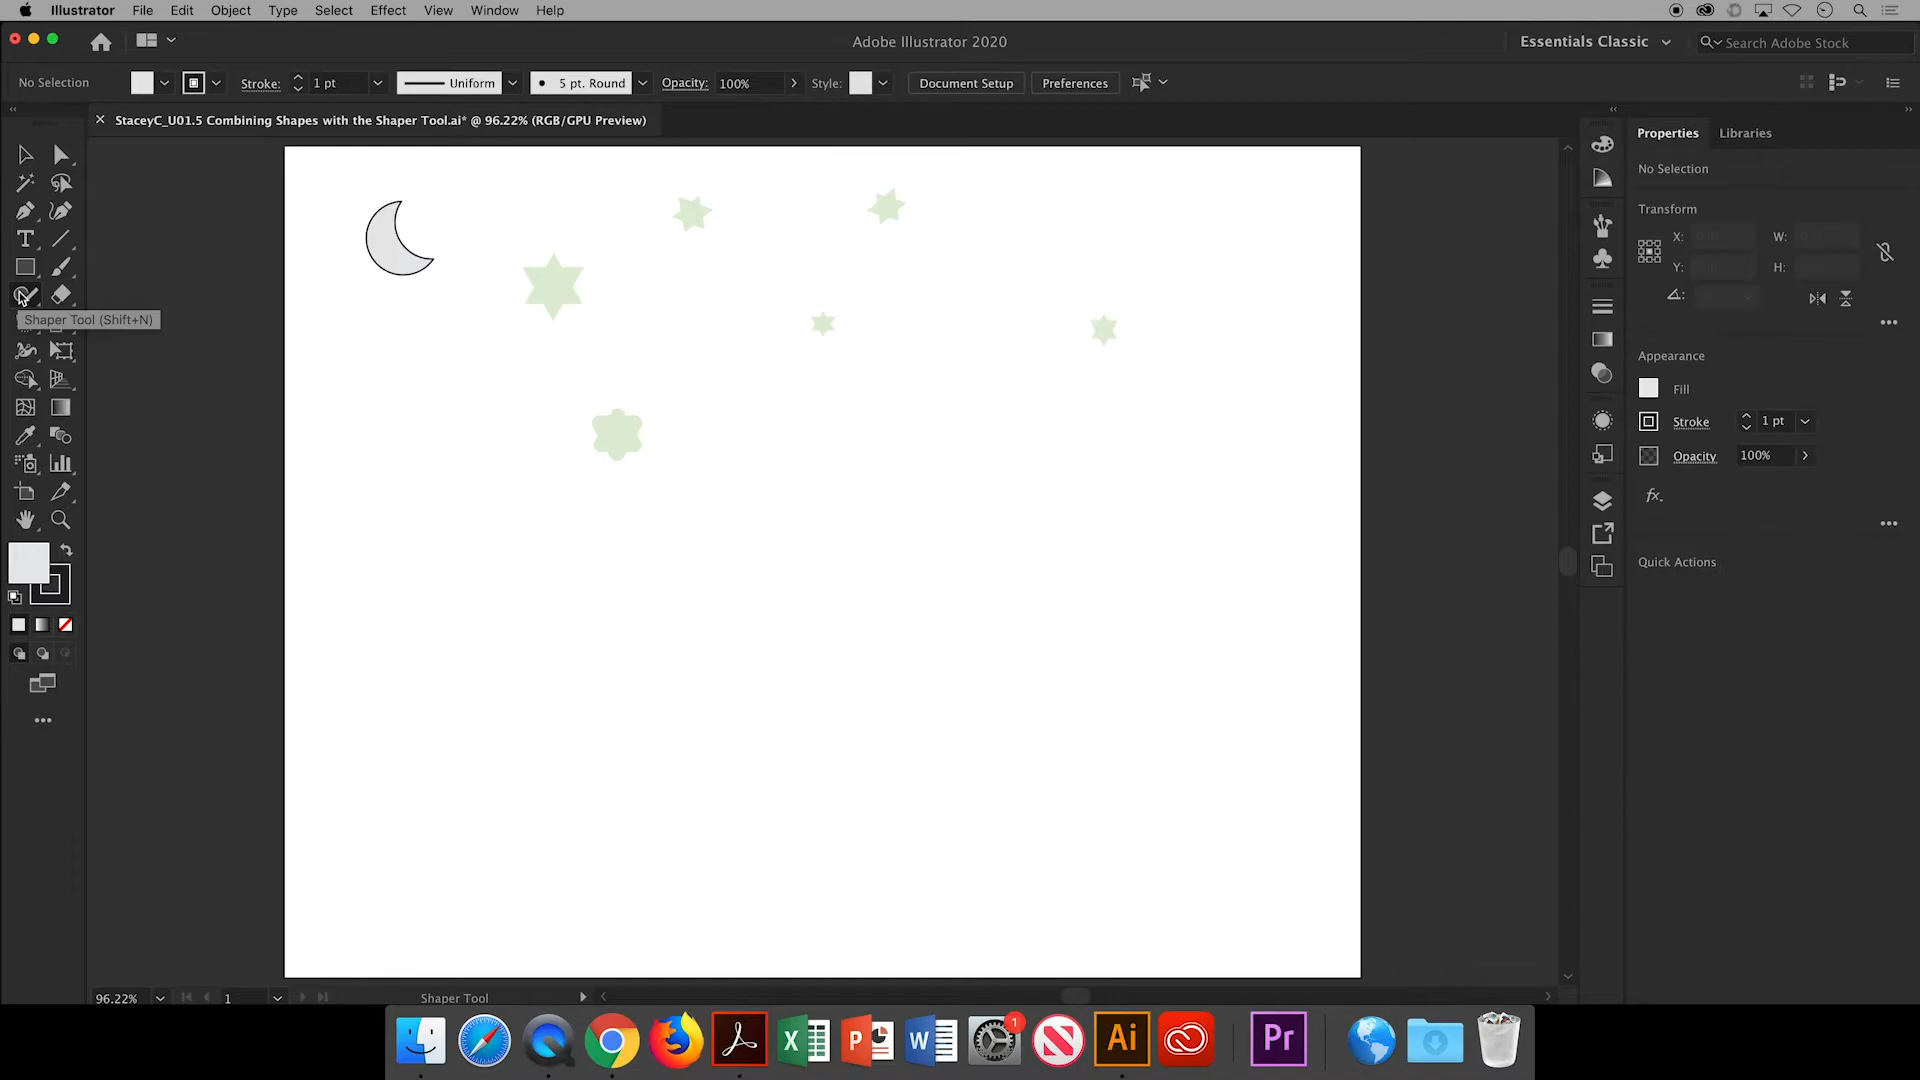 Illustrator File Edit Object Type Select Effect View Window Help
Adobe Illustrator 2020
Essentials Classic
Search Adobe Stock
No Selection
Stroke: 1 pt
Uniform
5 pt. Round
Opacity: 100%
Style:
Document Setup
Preferences
StaceyC_U01.5 Combining Shapes with the Shaper Tool.ai* @ 96.22% (RGB/GPU Preview)
Properties
Libraries
No Selection
Transform
X:
W:
Y:
H:
Shaper Tool (Shift+N)
Appearance
Fill
Stroke
1 pt
Opacity
100%
fx.
Quick Actions
96.22%
1
Shaper Tool
1
Ai
Pr